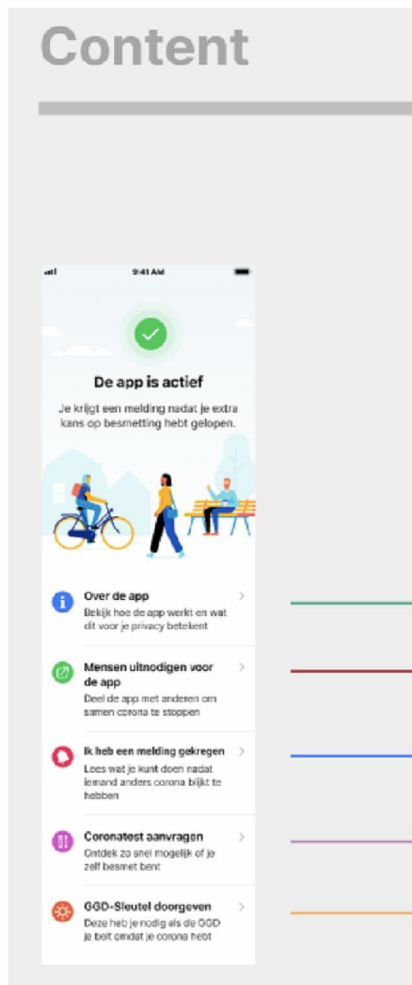 Content
9:41 AM
De app is actief
Je krijgt een melding nadat je extra
kans op besmetting hebt gelopen.
Over de app
Bekijk hoe de app werkt en wat
dit voor je privacy betekent
Mensen uitnodigen voor
de app
Deel de app met anderen om
samen corona te stoppen
Ik heb een melding gekregen
Lees wat je kunt doen nadat
iemand anders corona blijkt te
hebben
Coronatest aanvragen
Ontdek zo snel mogelijk of je
zelf besmet bent
GGD-Sleutel doorgeven
Deze heb je nodig als de GGD
je belt omdat je corona hebt